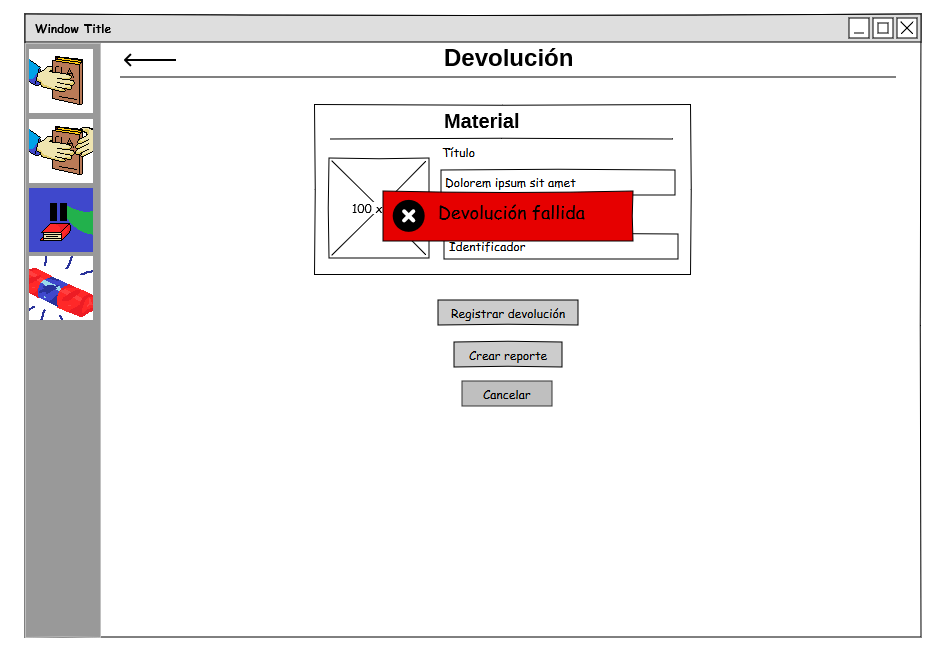 Window Title
Devolución
Material
Título
Dolorem ipsum sit amet
100 x
Devolución fallida
Identificador
Registrar devolución
Crear reporte
Cancelar